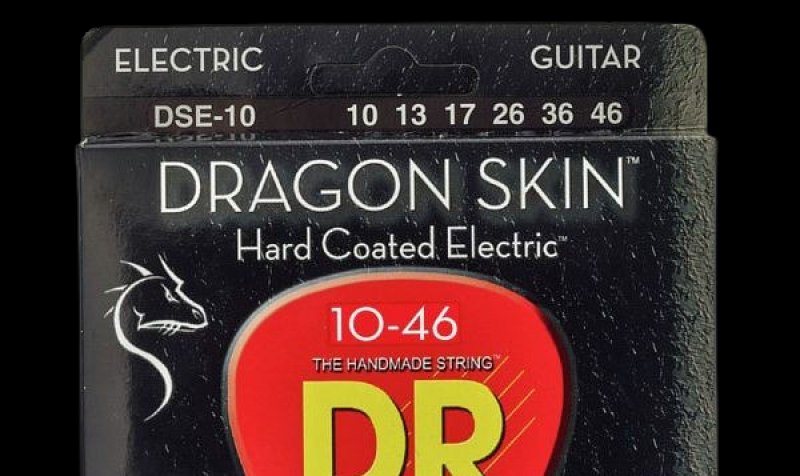 ELECTRIC GUITAR
DSE-10 10 13 17 26 36 46
DRAGON SKIN™
Hard Coated Electric™
10-46
THE HANDMADE STRING™
DR